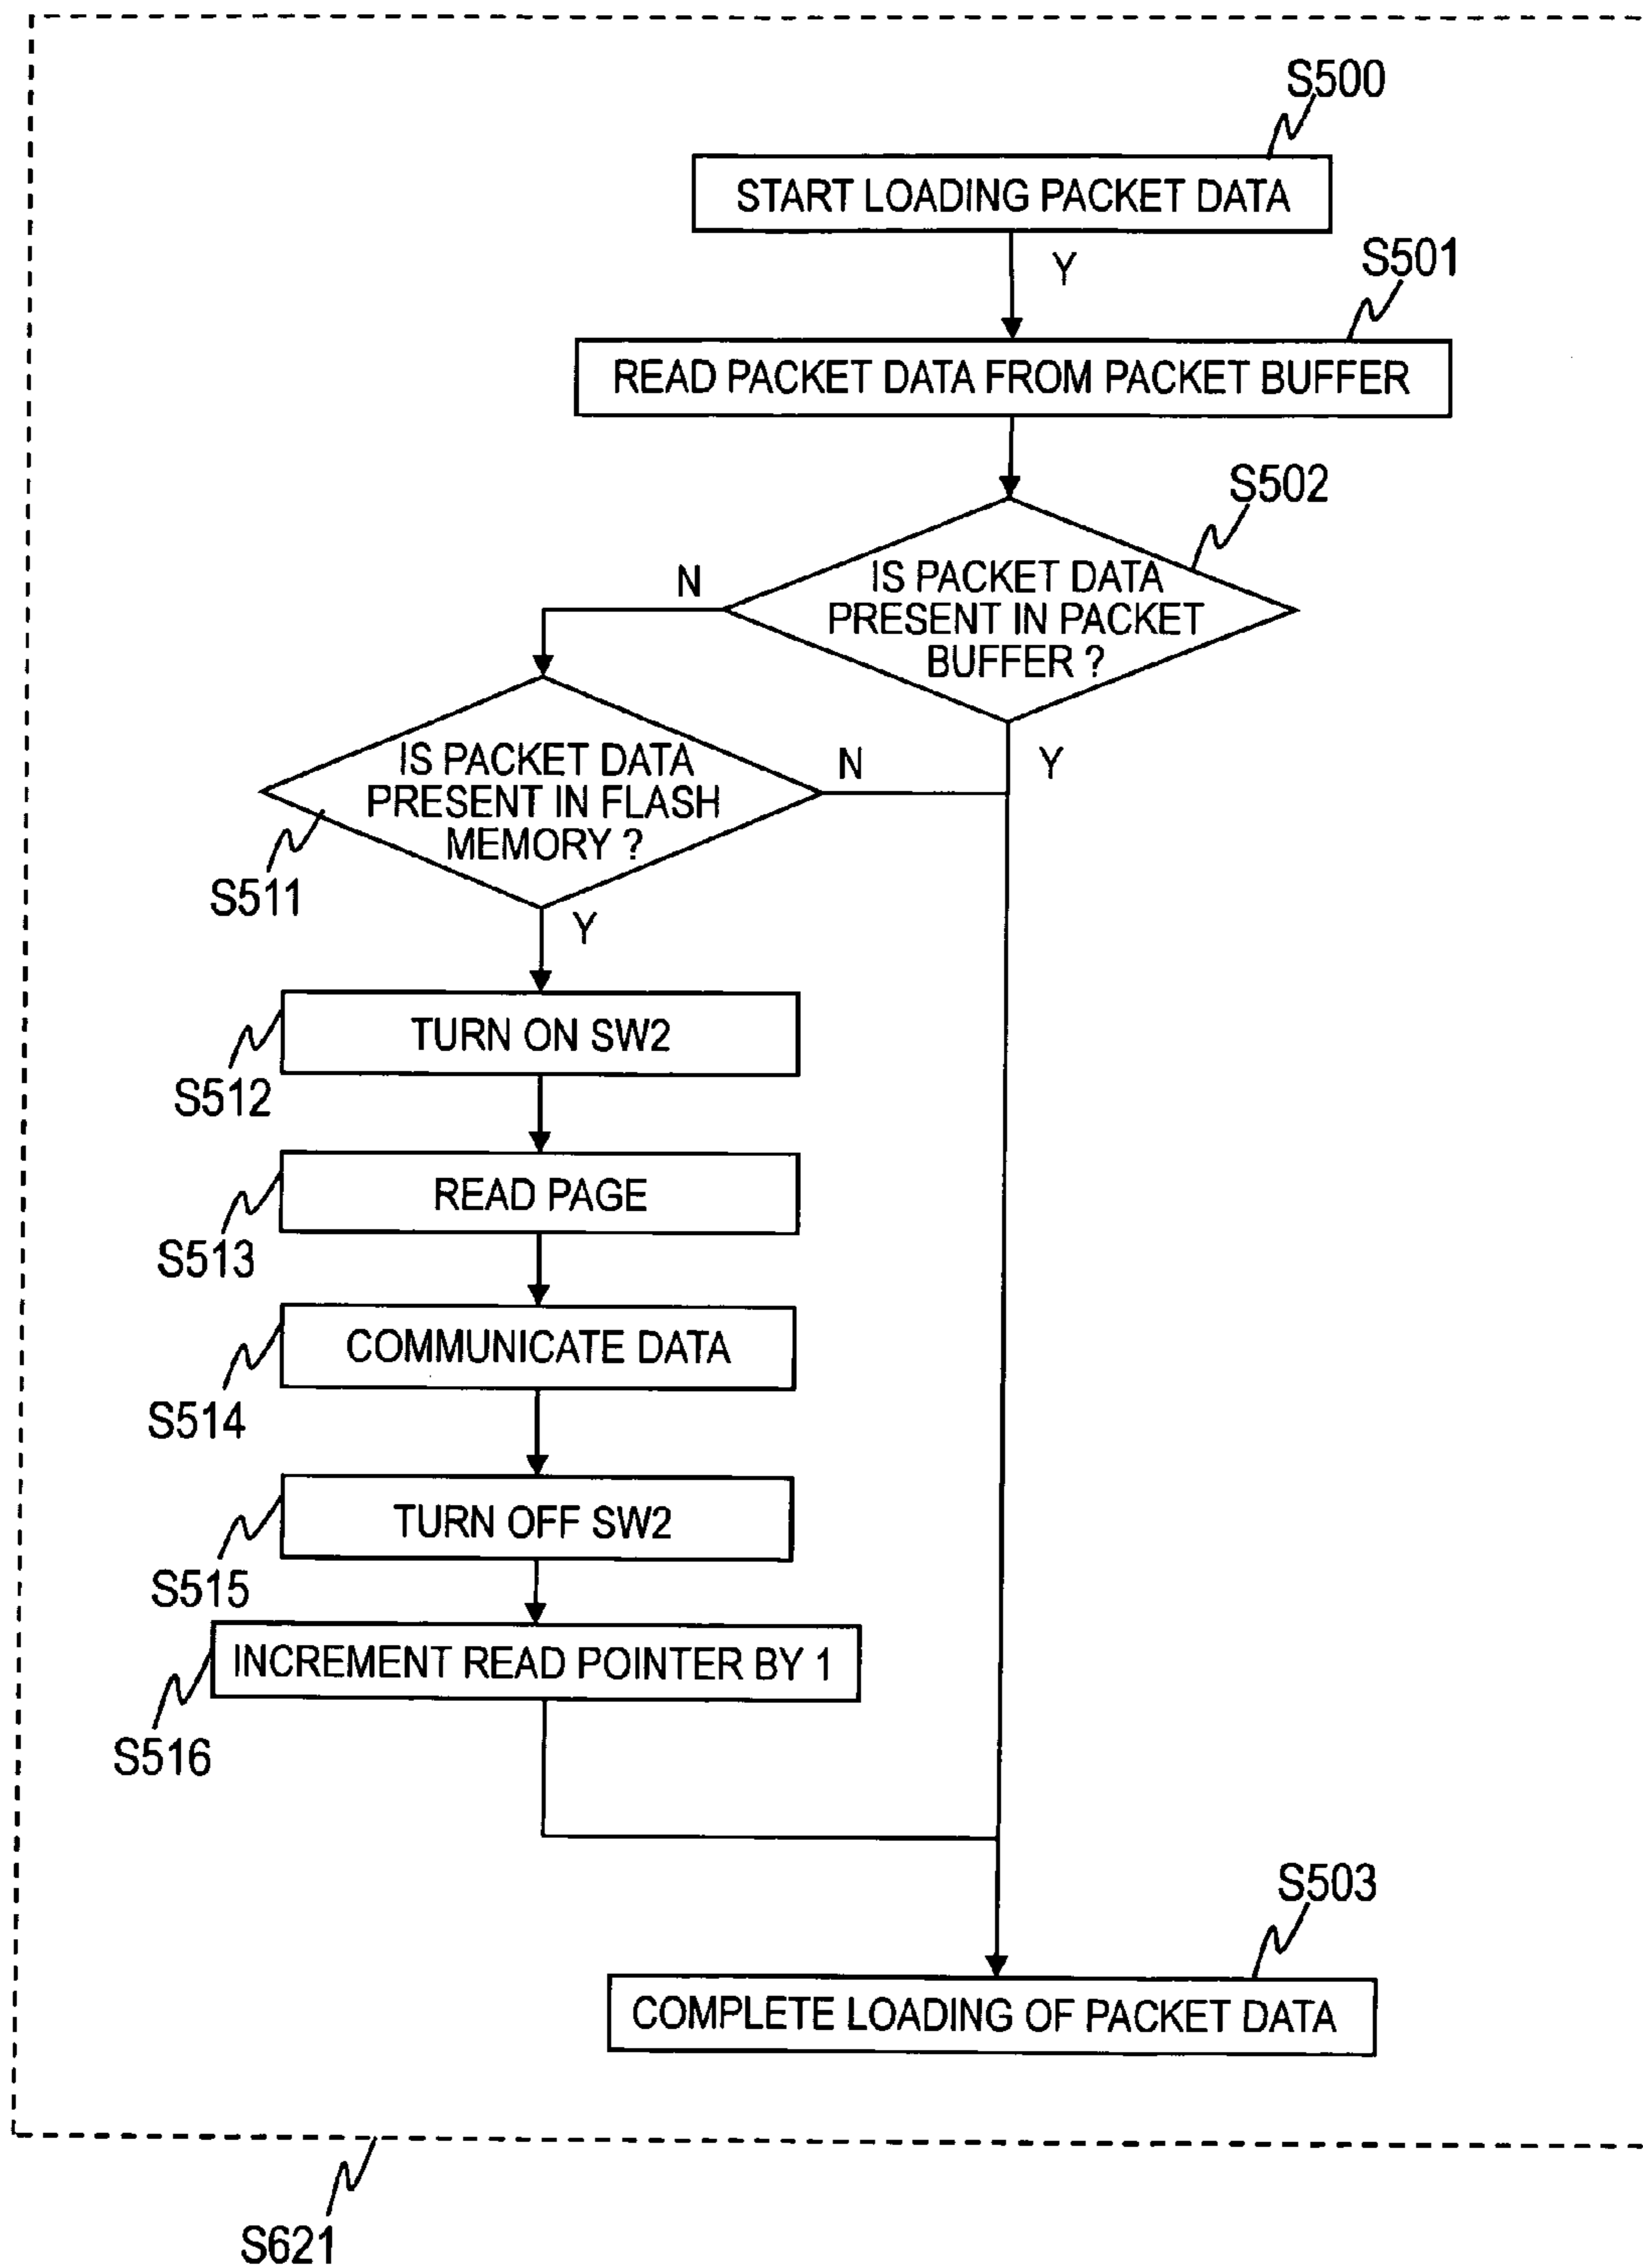 S500
START LOADING PACKET DATA
Y
S501
READ PACKET DATA FROM PACKET BUFFER
S502
IS PACKET DATA
PRESENT IN PACKET
BUFFER ?
N
Y
IS PACKET DATA
PRESENT IN FLASH
MEMORY ?
N
S511
Y
TURN ON SW2
S512
READ PAGE
S513
COMMUNICATE DATA
S514
TURN OFF SW2
S515
INCREMENT READ POINTER BY 1
S516
S503
COMPLETE LOADING OF PACKET DATA
S621